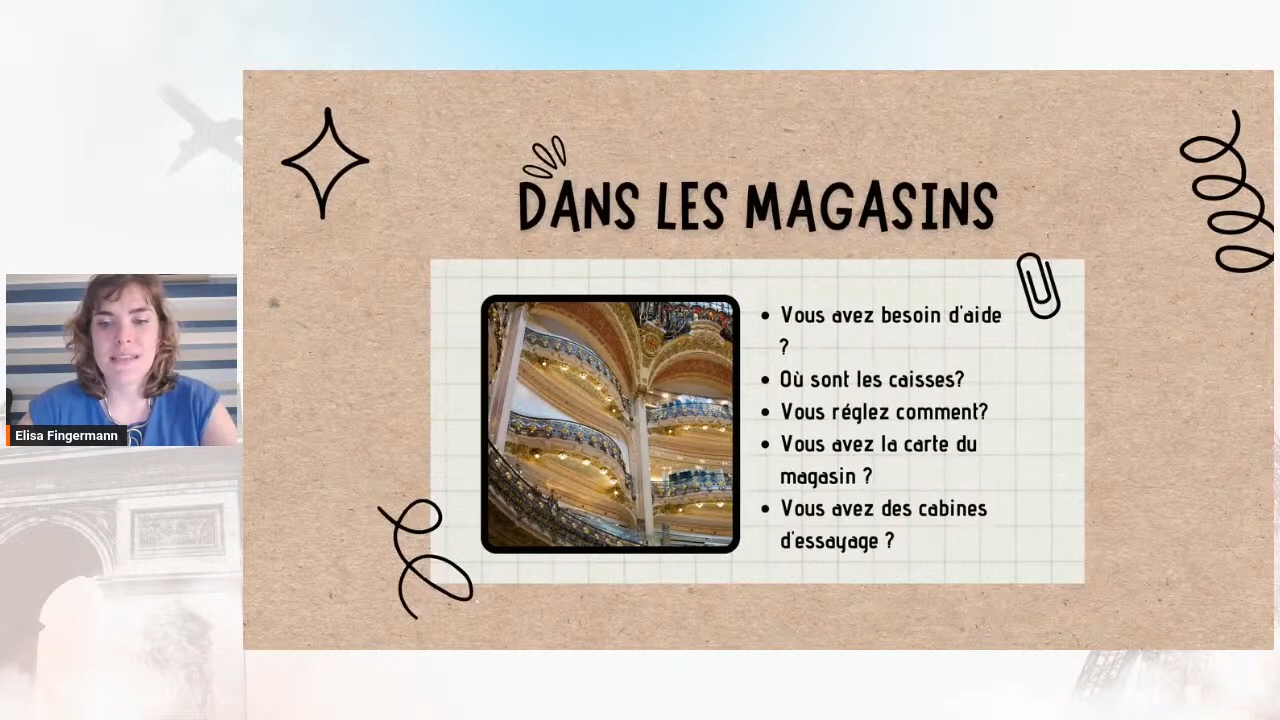 DANS LES MAGASINS
Vous avez besoin d'aide
?
Où sont les caisses?
Vous réglez comment?
Vous avez la carte du
magasin ?
Vous avez des cabines
d'essayage ?
Elisa Fingermann